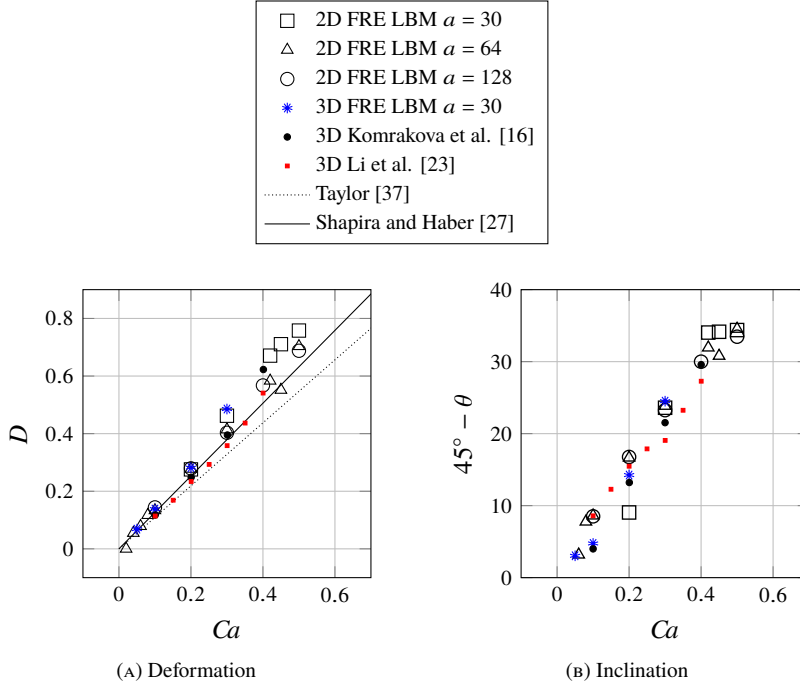 2D FRE LBM a = 30
2D FRE LBM a = 64
2D FRE LBM a = 128
3D FRE LBM a = 30
3D Komrakova et al. [16]
3D Li et al. [23]
Taylor [37]
Shapira and Haber [27]
0.8
0.6
0.4
0.2
0
D
0 0.2 0.4 0.6
Ca
(A) Deformation
40
30
20
10
0
45° − θ
0 0.2 0.4 0.6
Ca
(B) Inclination